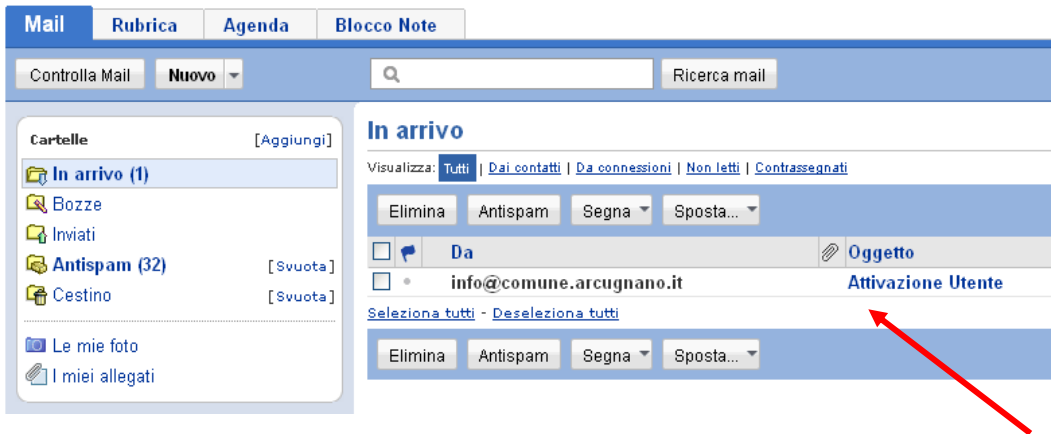 Mail Rubrica Agenda Blocco Note
Controlla Mail Nuovo Ricerca mail
Cartelle [Aggiungi]
In arrivo (1)
Bozze
Inviati
Antispam (32) [Svuota]
Cestino [Svuota]
Le mie foto
I miei allegati
In arrivo
Visualizza: Tutti | Dai contatti | Da connessioni | Non letti | Contrassegnati
Elimina Antispam Segna Sposta...
Da Oggetto
info@comune.arcugnano.it Attivazione Utente
Seleziona tutti - Deseleziona tutti
Elimina Antispam Segna Sposta...